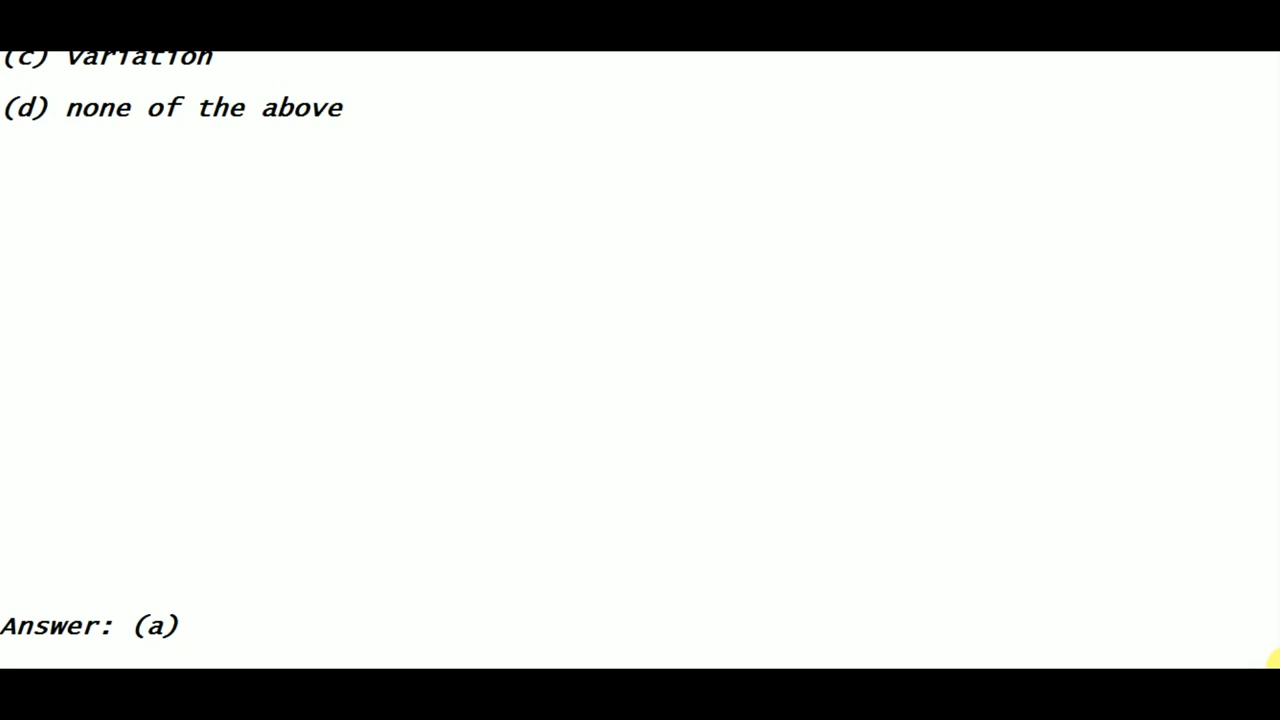 (c) variation
(d) none of the above
Answer: (a)